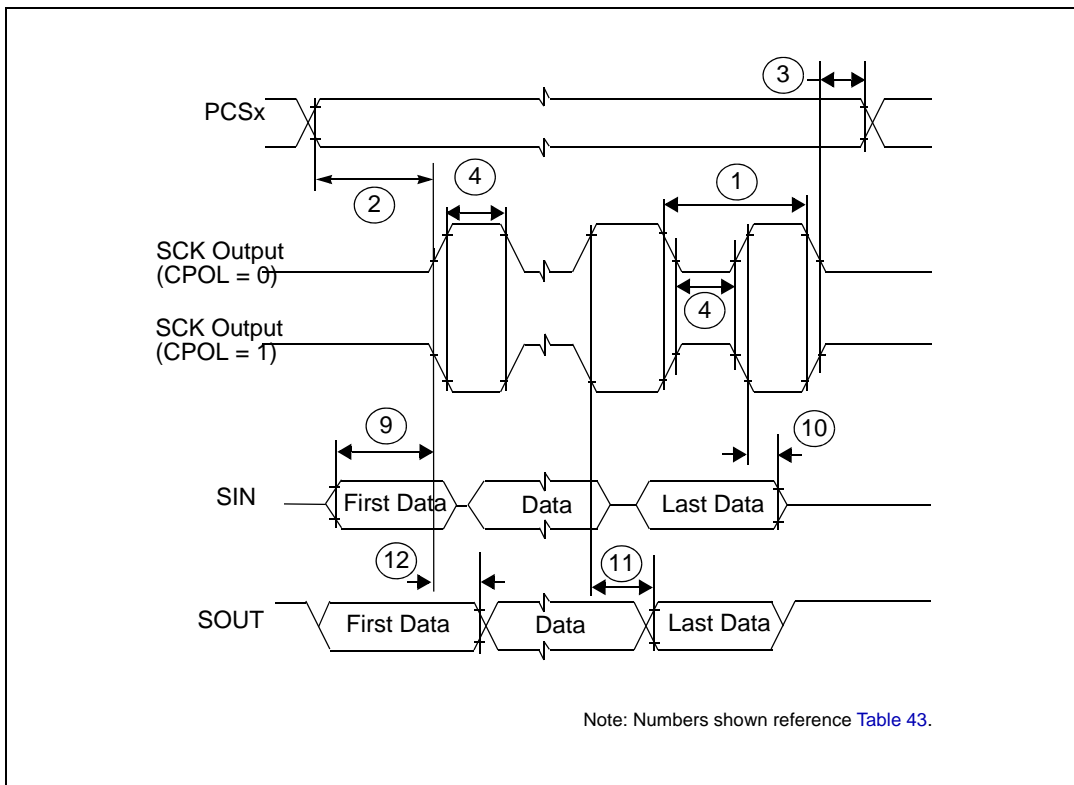 3
PCSx
2
4
1
SCK Output
(CPOL = 0)
4
SCK Output
(CPOL = 1)
9
10
SIN
First Data
Data
Last Data
12
11
SOUT
First Data
Data
Last Data
Note: Numbers shown reference Table 43.